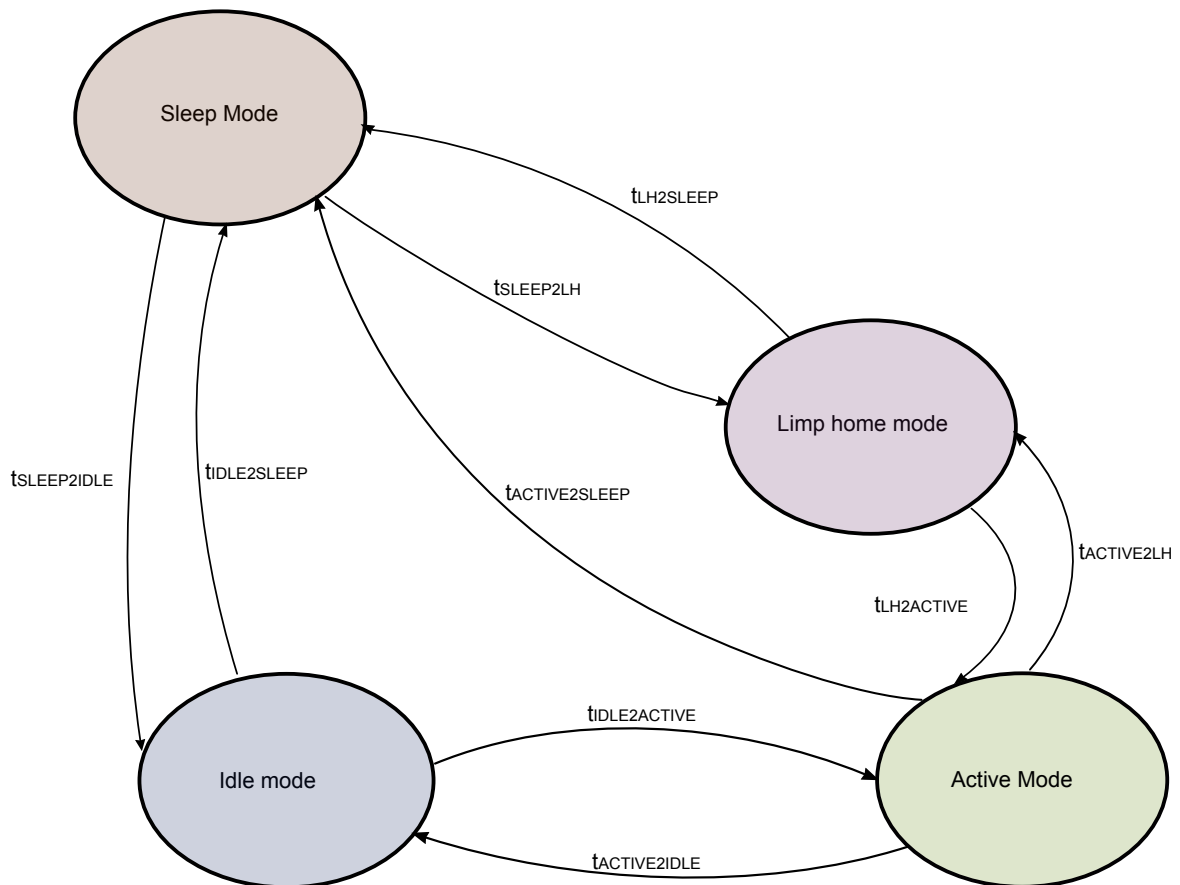 Sleep Mode
tLH2SLEEP
tSLEEP2LH
Limp home mode
tSLEEP2IDLE
tIDLE2SLEEP
tACTIVE2SLEEP
tACTIVE2LH
tLH2ACTIVE
tIDLE2ACTIVE
Idle mode
Active Mode
tACTIVE2IDLE